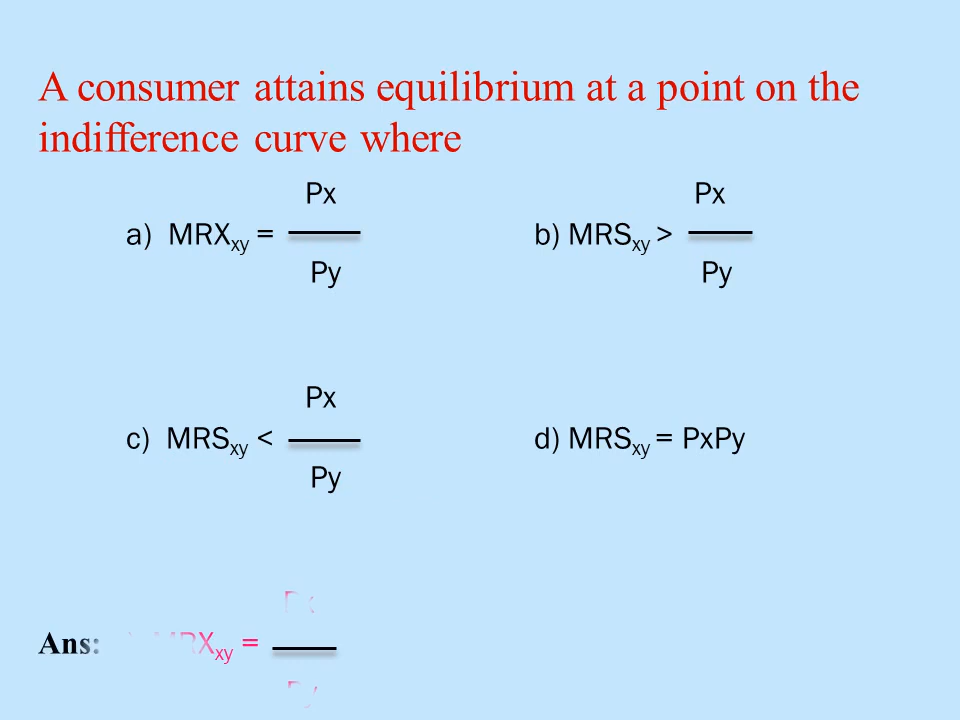 A consumer attains equilibrium at a point on the
indifference curve where
Px Px
a) MRXxy = b) MRSxy >
Py Py
Px
c) MRSxy < d) MRSxy = PxPy
Py
Ans: MRXxy =